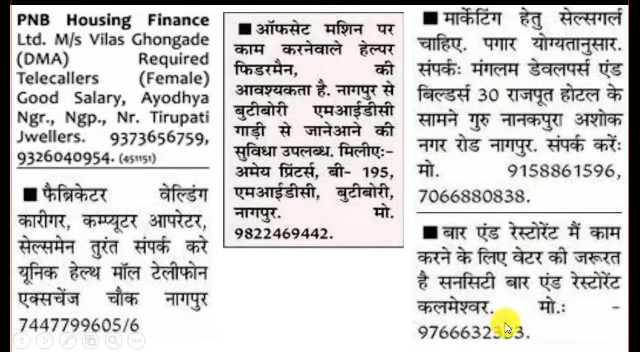 PNB Housing Finance
Ltd. M/s Vilas Ghongade
(DMA) Required
Telecallers (Female)
Good Salary, Ayodhya
Ngr., Ngp., Nr. Tirupati
Jwellers. 9373656759,
9326040954. (451151)
■ फैब्रिकेटर वेल्डिंग
कारीगर, कम्प्यूटर आपरेटर,
सेल्समेन तुरंत संपर्क करे
यूनिक हेल्थ मॉल टेलीफोन
एक्सचेंज चौक नागपुर
7447799605/6
■ ऑफसेट मशिन पर
काम करनेवाले हेल्पर
फिडरमैन, की
आवश्यकता है. नागपुर से
बुटीबोरी एमआईडीसी
गाड़ी से जानेआने की
सुविधा उपलब्ध. मिलीए:-
अमेय प्रिंटर्स, बी- 195,
एमआईडीसी, बुटीबोरी,
नागपुर. मो.
9822469442.
■ मार्केटिंग हेतु सेल्सगर्ल
चाहिए. पगार योग्यतानुसार.
संपर्कः मंगलम डेवलपर्स एंड
बिल्डर्स 30 राजपूत होटल के
सामने गुरु नानकपुरा अशोक
नगर रोड नागपुर. संपर्क करेंः
मो. 9158861596,
7066880838.
■ बार एंड रेस्टोरेंट मैं काम
करने के लिए वेटर की जरूरत
है सनसिटी बार एंड रेस्टोरेंट
कलमेश्वर. मो.: -